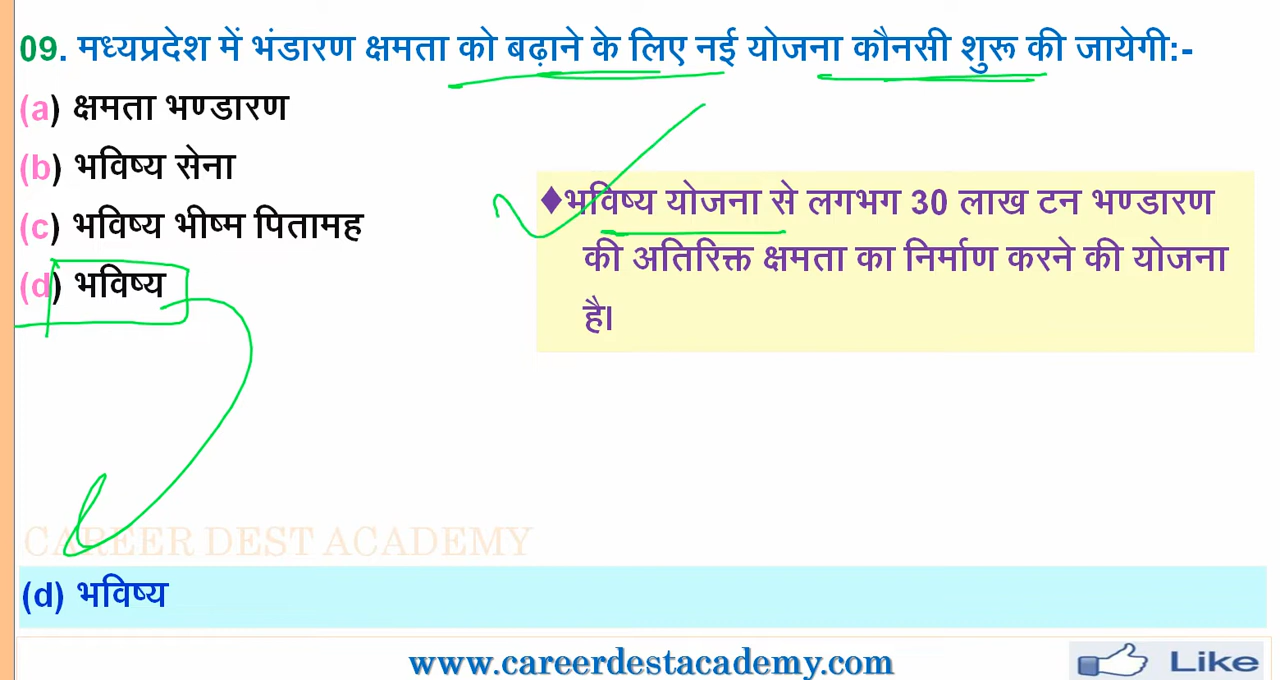 09. मध्यप्रदेश में भंडारण क्षमता को बढ़ाने के लिए नई योजना कौनसी शुरू की जायेगी:-
(a) क्षमता भण्डारण
(b) भविष्य सेना
(c) भविष्य भीष्म पितामह
(d) भविष्य
♦भविष्य योजना से लगभग 30 लाख टन भण्डारण
की अतिरिक्त क्षमता का निर्माण करने की योजना
है।
CAREER DEST ACADEMY
(d) भविष्य
www.careerdestacademy.com
Like